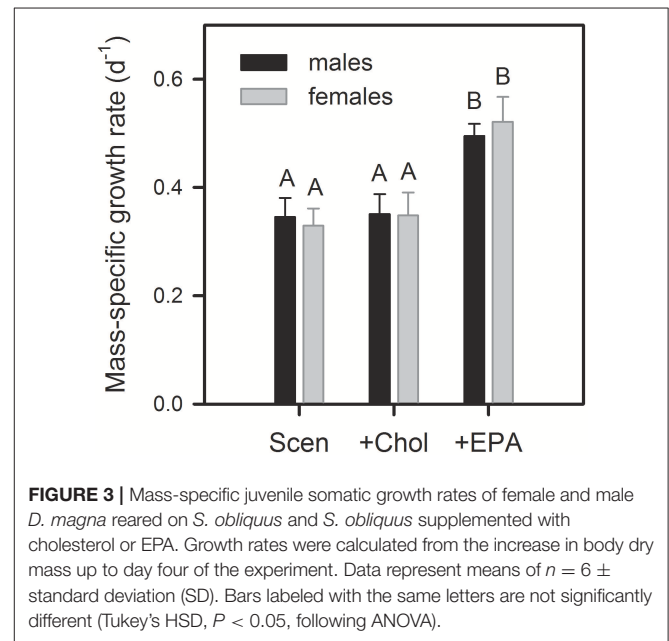 Mass-specific growth rate (d⁻¹)
0.6
0.4
0.2
0.0
males
females
A A A A B B
Scen +Chol +EPA
FIGURE 3 | Mass-specific juvenile somatic growth rates of female and male
D. magna reared on S. obliquus and S. obliquus supplemented with
cholesterol or EPA. Growth rates were calculated from the increase in body dry
mass up to day four of the experiment. Data represent means of n = 6 ±
standard deviation (SD). Bars labeled with the same letters are not significantly
different (Tukey's HSD, P < 0.05, following ANOVA).